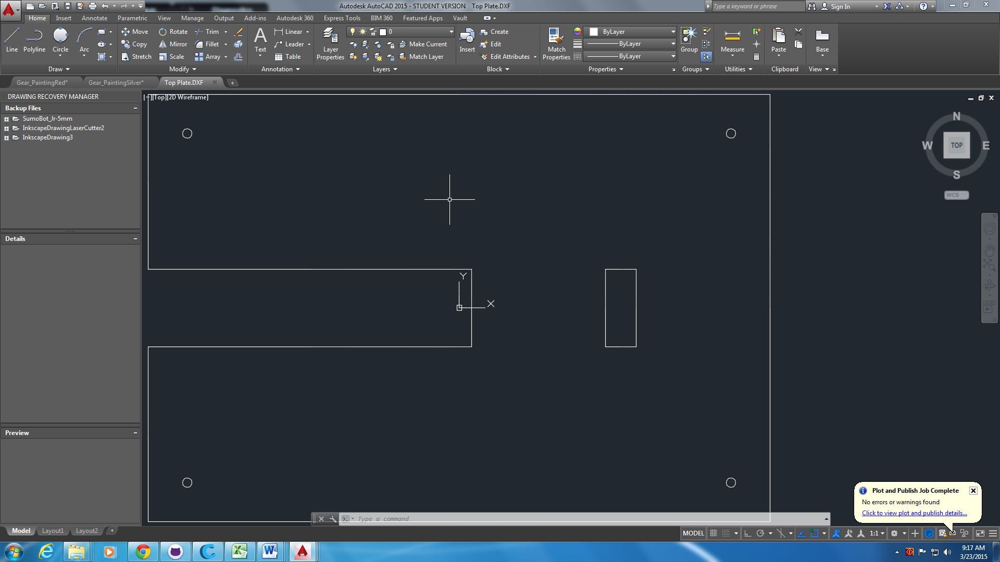 Autodesk AutoCAD 2015 - STUDENT VERSION Top Plate.DXF
Type a keyword or phrase
Sign In
Home Insert Annotate Parametric View Manage Output Add-ins Autodesk 360 Express Tools BIM 360 Featured Apps Vault
Line Polyline Circle Arc
Move Rotate Trim
Copy Mirror Fillet
Stretch Scale Array
Text
Linear
Leader
Table
Layer Properties
0
Make Current
Match Layer
Insert
Create
Edit
Edit Attributes
Match Properties
ByLayer
ByLayer
ByLayer
Group
Measure
Paste
Base
Draw Modify Annotation Layers Block Properties Groups Utilities Clipboard View
Gear_PaintingRed* Gear_PaintingSilver* Top Plate.DXF
DRAWING RECOVERY MANAGER
Backup Files
SumoBot_Jr-5mm
InkscapeDrawingLaserCutter2
InkscapeDrawing3
Details
Preview
[-][Top][2D Wireframe]
N
W TOP E
S
WCS
Y
X
Type a command
Plot and Publish Job Complete
No errors or warnings found
Click to view plot and publish details...
Model Layout1 Layout2
MODEL
1:1
9:17 AM
3/23/2015